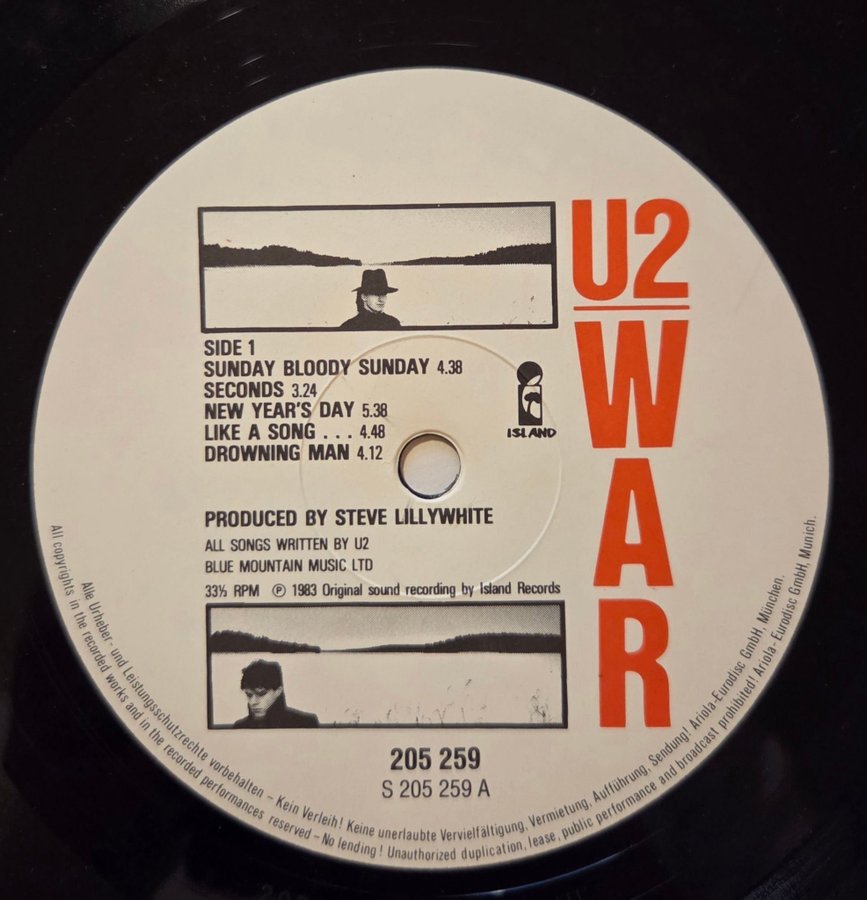 U2
WAR
SIDE 1
SUNDAY BLOODY SUNDAY 4.38
SECONDS 3.24
NEW YEAR'S DAY 5.38
LIKE A SONG . . . 4.48
DROWNING MAN 4.12
ISLAND
PRODUCED BY STEVE LILLYWHITE
ALL SONGS WRITTEN BY U2
BLUE MOUNTAIN MUSIC LTD
33⅓ RPM ℗ 1983 Original sound recording by Island Records
205 259
S 205 259 A
Alle Urheber- und Leistungsschutzrechte vorbehalten – Kein Verleih! Keine unerlaubte Vervielfältigung, Vermietung, Aufführung, Sendung! Ariola-Eurodisc GmbH, München.
All copyrights in the recorded works and in the recorded performances reserved – No lending! Unauthorized duplication, lease, public performance and broadcast prohibited! Ariola-Eurodisc GmbH, Munich.